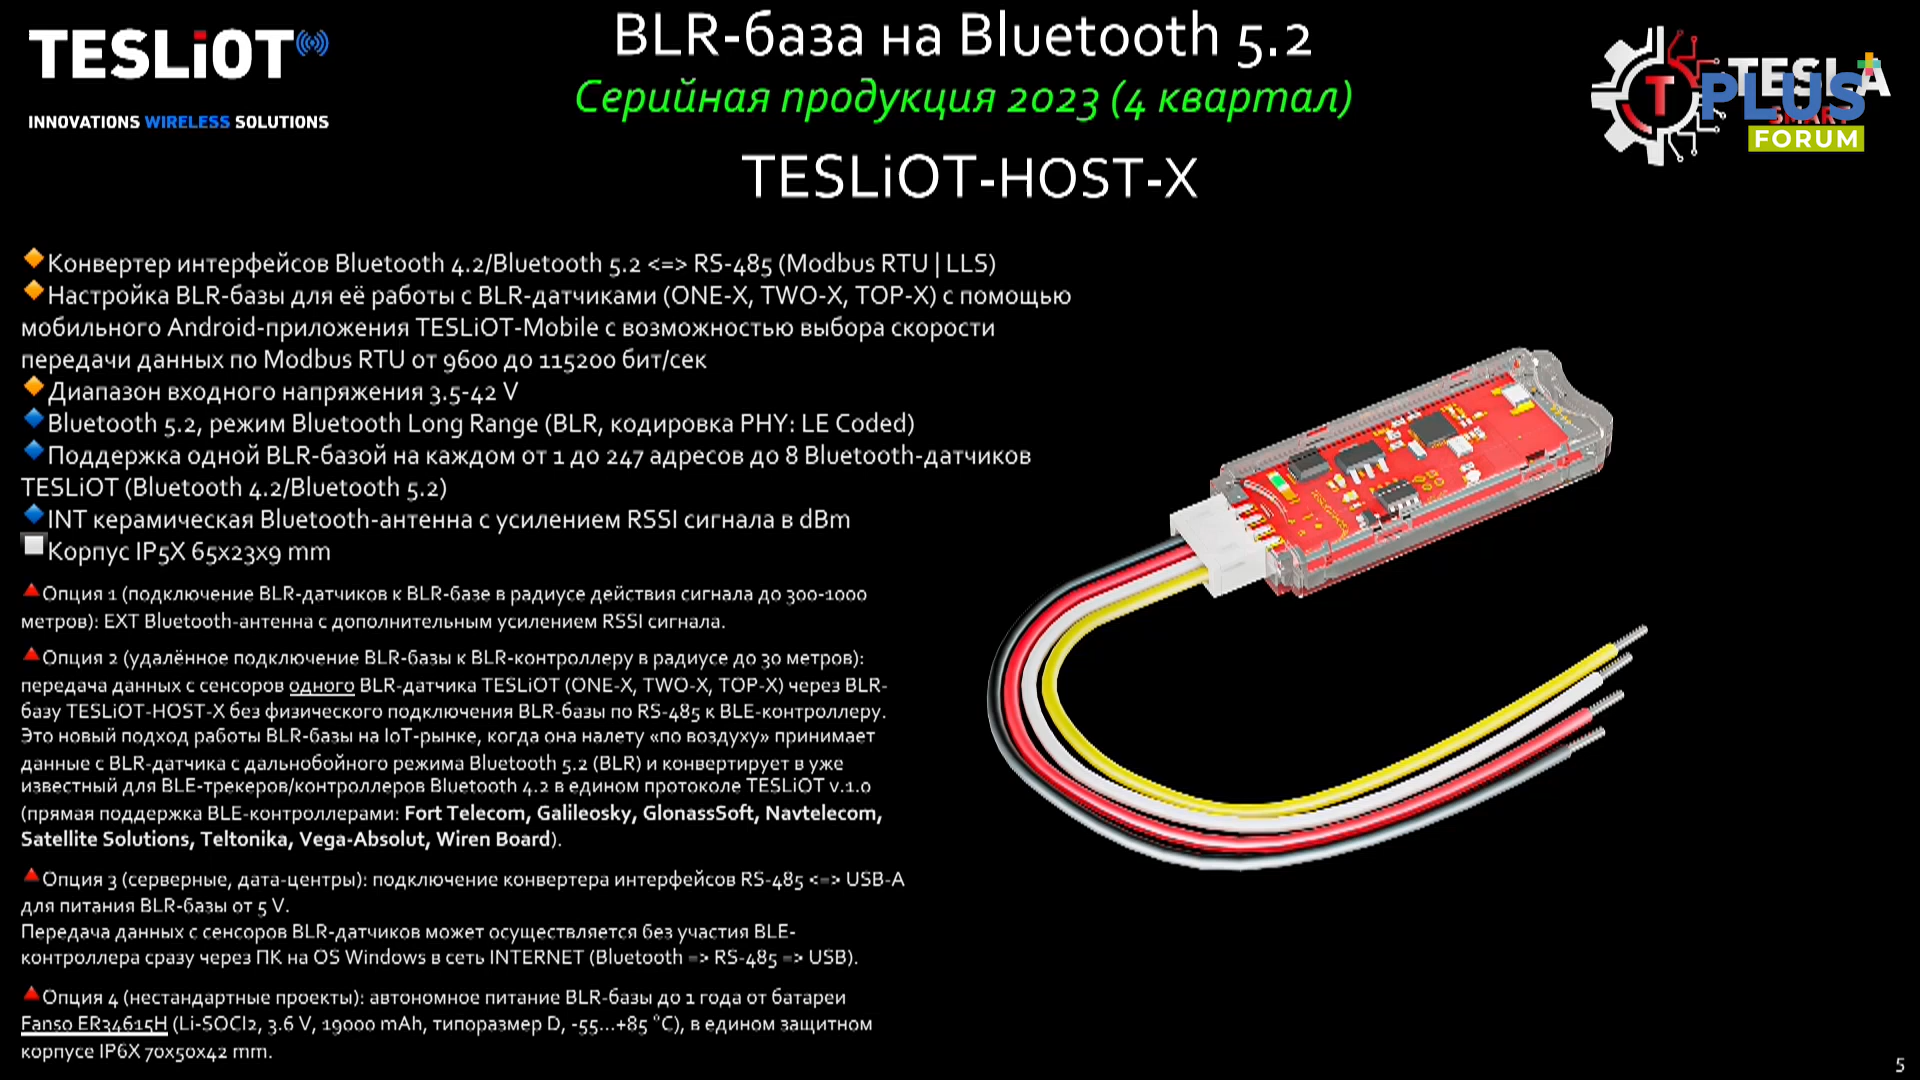 TESLiOT
INNOVATIONS WIRELESS SOLUTIONS
BLR-база на Bluetooth 5.2
Серийная продукция 2023 (4 квартал)
TESLiOT-HOST-X
T
TESLA
PLUS
SMART
FORUM
Конвертер интерфейсов Bluetooth 4.2/Bluetooth 5.2 <=> RS-485 (Modbus RTU | LLS)
Настройка BLR-базы для её работы с BLR-датчиками (ONE-X, TWO-X, TOP-X) с помощью
мобильного Android-приложения TESLiOT-Mobile с возможностью выбора скорости
передачи данных по Modbus RTU от 9600 до 115200 бит/сек
Диапазон входного напряжения 3.5-42 V
Bluetooth 5.2, режим Bluetooth Long Range (BLR, кодировка PHY: LE Coded)
Поддержка одной BLR-базой на каждом от 1 до 247 адресов до 8 Bluetooth-датчиков
TESLiOT (Bluetooth 4.2/Bluetooth 5.2)
INT керамическая Bluetooth-антенна с усилением RSSI сигнала в dBm
Корпус IP5X 65x23x9 mm
Опция 1 (подключение BLR-датчиков к BLR-базе в радиусе действия сигнала до 300-1000
метров): EXT Bluetooth-антенна с дополнительным усилением RSSI сигнала.
Опция 2 (удалённое подключение BLR-базы к BLR-контроллеру в радиусе до 30 метров):
передача данных с сенсоров одного BLR-датчика TESLiOT (ONE-X, TWO-X, TOP-X) через BLR-
базу TESLiOT-HOST-X без физического подключения BLR-базы по RS-485 к BLE-контроллеру.
Это новый подход работы BLR-базы на IoT-рынке, когда она налету «по воздуху» принимает
данные с BLR-датчика с дальнобойного режима Bluetooth 5.2 (BLR) и конвертирует в уже
известный для BLE-трекеров/контроллеров Bluetooth 4.2 в едином протоколе TESLiOT v.1.0
(прямая поддержка BLE-контроллерами: Fort Telecom, Galileosky, GlonassSoft, Navtelecom,
Satellite Solutions, Teltonika, Vega-Absolut, Wiren Board).
Опция 3 (серверные, дата-центры): подключение конвертера интерфейсов RS-485 <=> USB-A
для питания BLR-базы от 5 V.
Передача данных с сенсоров BLR-датчиков может осуществляется без участия BLE-
контроллера сразу через ПК на OS Windows в сеть INTERNET (Bluetooth => RS-485 => USB).
Опция 4 (нестандартные проекты): автономное питание BLR-базы до 1 года от батареи
Fanso ER34615H (Li-SOCl2, 3.6 V, 19000 mAh, типоразмер D, -55...+85 °C), в едином защитном
корпусе IP6X 70x50x42 mm.
5